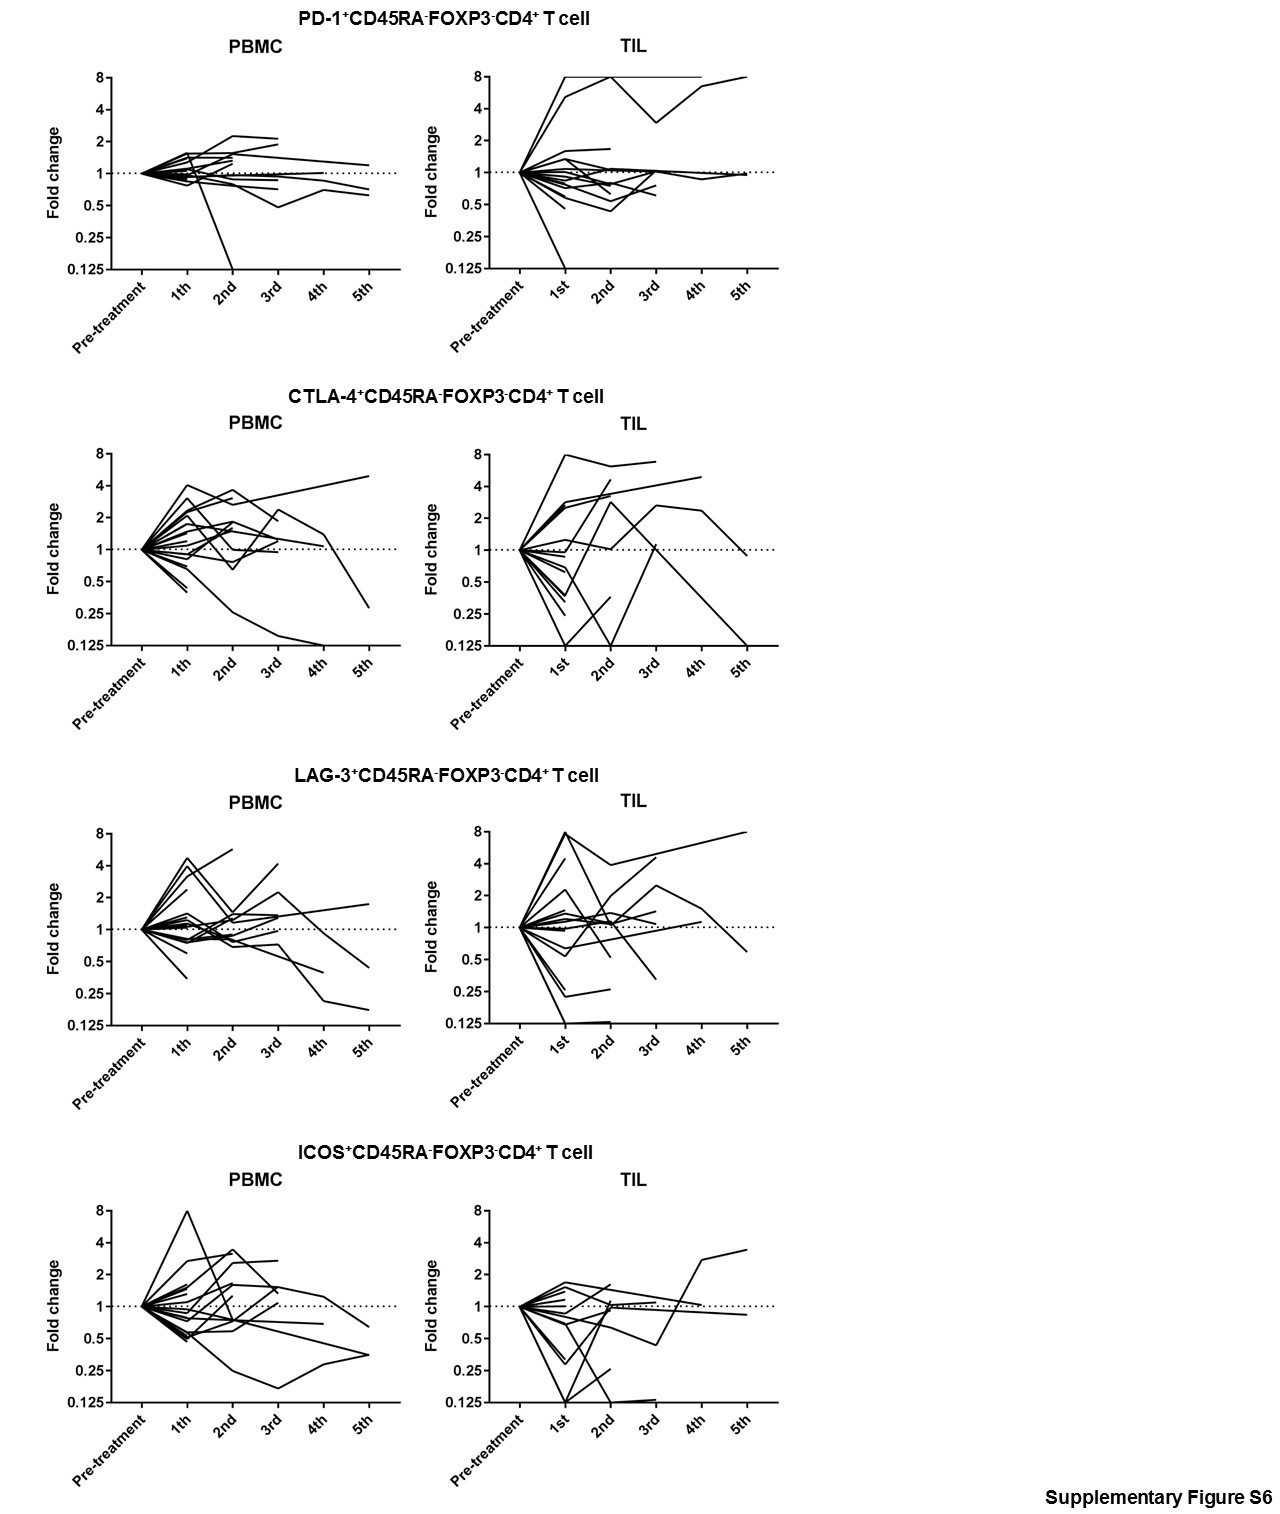 PD-1⁺CD45RA⁻FOXP3⁻CD4⁺ T cell
PBMC
TIL
Fold change
8
4
2
1
0.5
0.25
0.125
Pre-treatment
1th
2nd
3rd
4th
5th
Fold change
8
4
2
1
0.5
0.25
0.125
Pre-treatment
1st
2nd
3rd
4th
5th
CTLA-4⁺CD45RA⁻FOXP3⁻CD4⁺ T cell
PBMC
TIL
Fold change
8
4
2
1
0.5
0.25
0.125
Pre-treatment
1th
2nd
3rd
4th
5th
Fold change
8
4
2
1
0.5
0.25
0.125
Pre-treatment
1st
2nd
3rd
4th
5th
LAG-3⁺CD45RA⁻FOXP3⁻CD4⁺ T cell
PBMC
TIL
Fold change
8
4
2
1
0.5
0.25
0.125
Pre-treatment
1th
2nd
3rd
4th
5th
Fold change
8
4
2
1
0.5
0.25
0.125
Pre-treatment
1st
2nd
3rd
4th
5th
ICOS⁺CD45RA⁻FOXP3⁻CD4⁺ T cell
PBMC
TIL
Fold change
8
4
2
1
0.5
0.25
0.125
Pre-treatment
1th
2nd
3rd
4th
5th
Fold change
8
4
2
1
0.5
0.25
0.125
Pre-treatment
1st
2nd
3rd
4th
5th
Supplementary Figure S6